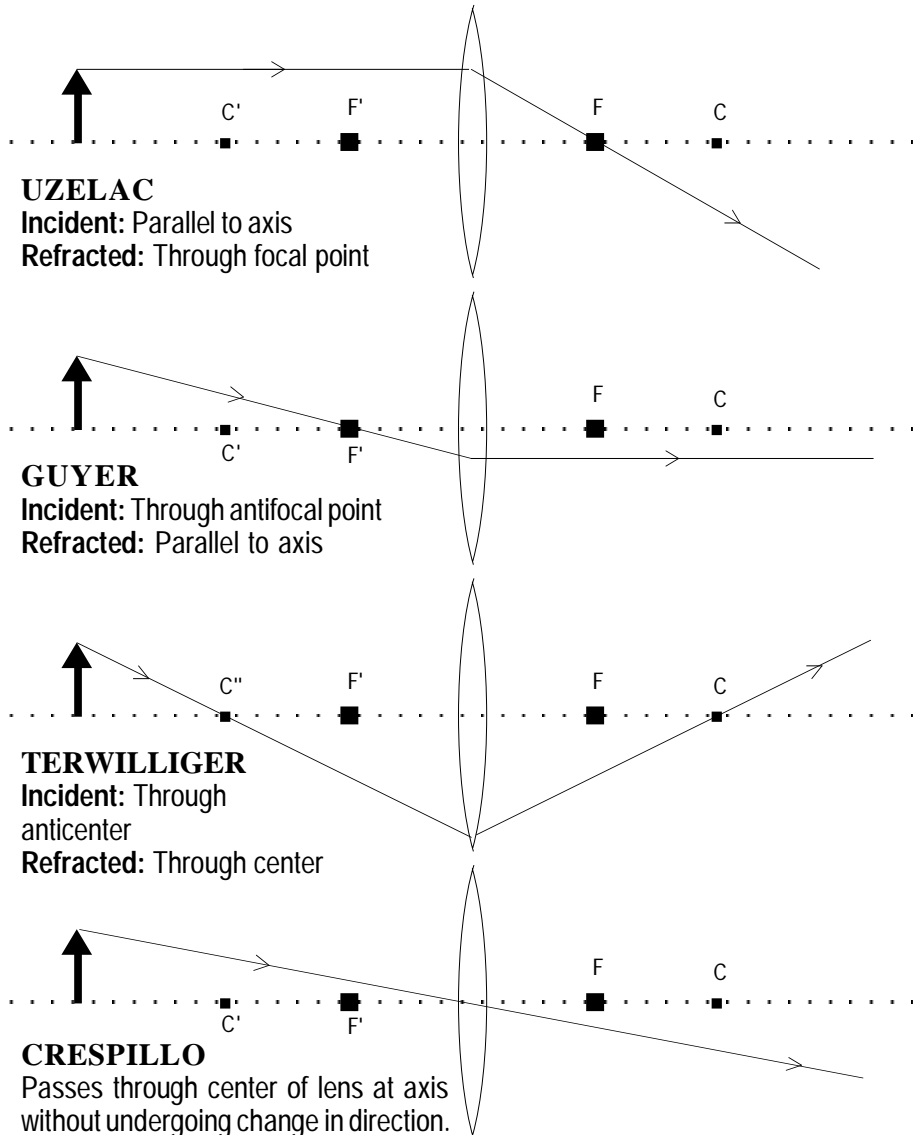 C' F' F C
UZELAC
Incident: Parallel to axis
Refracted: Through focal point
F C
C' F'
GUYER
Incident: Through antifocal point
Refracted: Parallel to axis
C" F' F C
TERWILLIGER
Incident: Through
anticenter
Refracted: Through center
F C
C' F'
CRESPILLO
Passes through center of lens at axis
without undergoing change in direction.